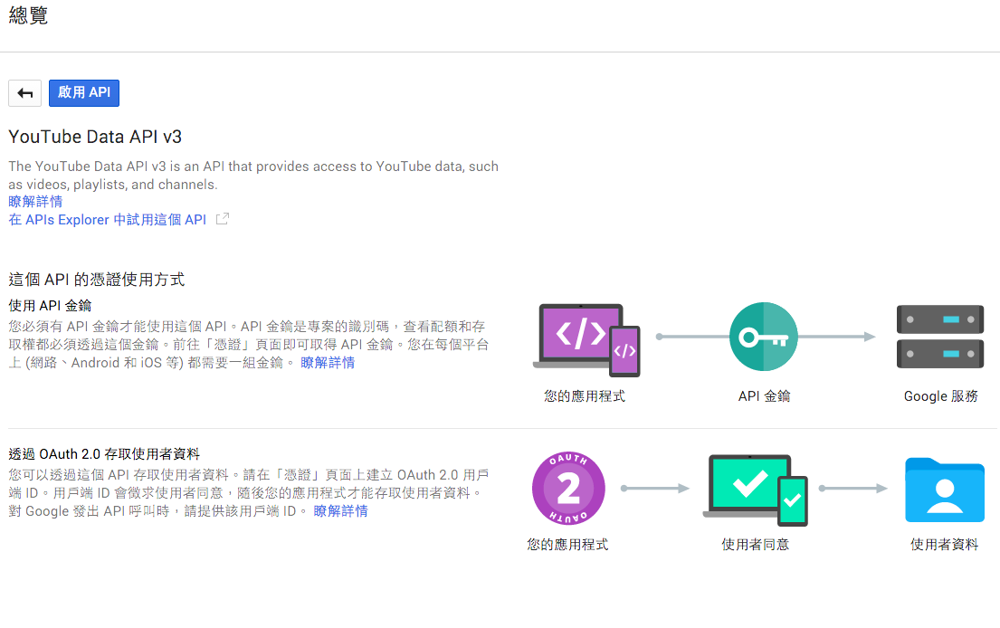 總覽
啟用 API
YouTube Data API v3
The YouTube Data API v3 is an API that provides access to YouTube data, such
as videos, playlists, and channels.
瞭解詳情
在 APIs Explorer 中試用這個 API
這個 API 的憑證使用方式
使用 API 金鑰
您必須有 API 金鑰才能使用這個 API。API 金鑰是專案的識別碼，查看配額和存
取權都必須透過這個金鑰。前往「憑證」頁面即可取得 API 金鑰。您在每個平台
上 (網路、Android 和 iOS 等) 都需要一組金鑰。 瞭解詳情
</>
</>
您的應用程式
API 金鑰
Google 服務
透過 OAuth 2.0 存取使用者資料
您可以透過這個 API 存取使用者資料。請在「憑證」頁面上建立 OAuth 2.0 用戶
端 ID。用戶端 ID 會徵求使用者同意，隨後您的應用程式才能存取使用者資料。
對 Google 發出 API 呼叫時，請提供該用戶端 ID。 瞭解詳情
OAUTH
2
OAUTH
您的應用程式
使用者同意
使用者資料